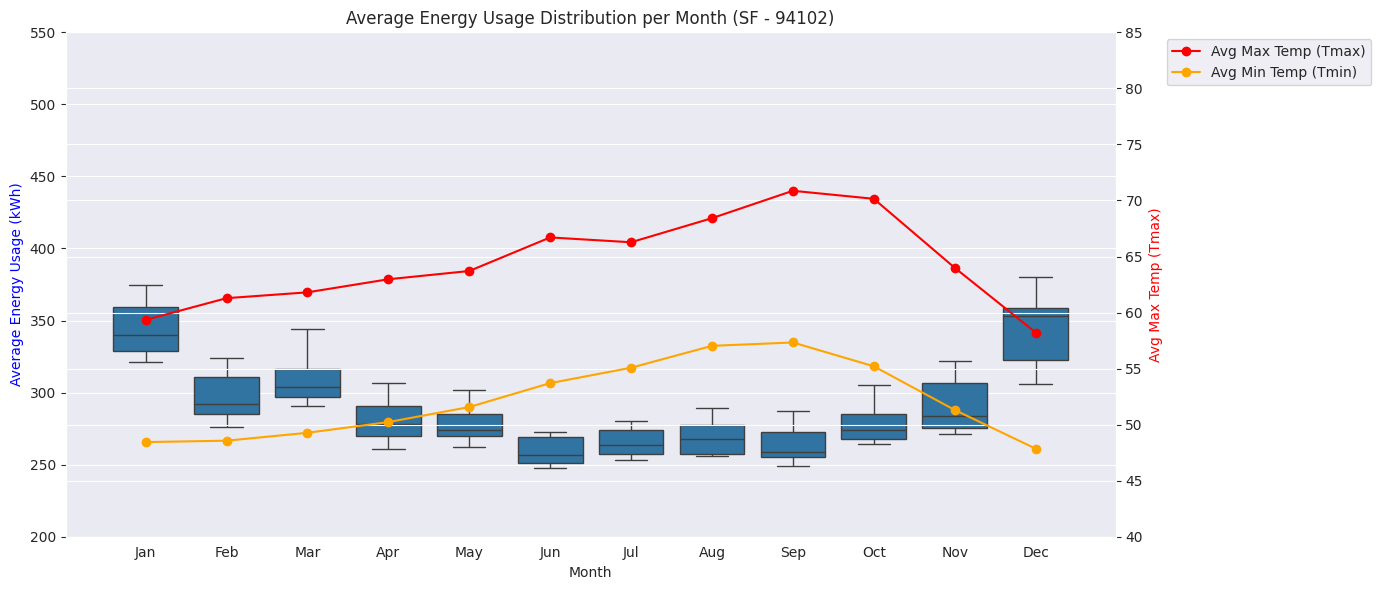 Average Energy Usage Distribution per Month (SF - 94102)
Average Energy Usage (kWh)
550
500
450
400
350
300
250
200
Jan Feb Mar Apr May Jun Jul Aug Sep Oct Nov Dec
Month
85
80
75
70
65
60
55
50
45
40
Avg Max Temp (Tmax)
Avg Max Temp (Tmax)
Avg Min Temp (Tmin)